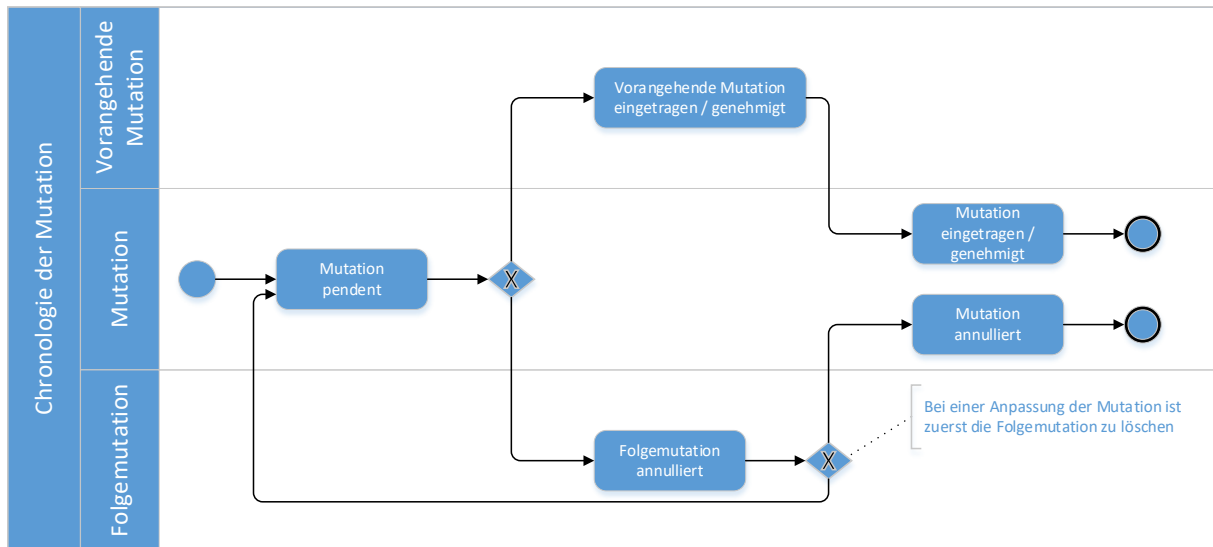 Chronologie der Mutation
Vorangehende
Mutation
Vorangehende Mutation
eingetragen / genehmigt
Mutation
Mutation
pendent
X
Mutation
eingetragen /
genehmigt
Mutation
annulliert
Folgemutation
Folgemutation
annulliert
X
Bei einer Anpassung der Mutation ist
zuerst die Folgemutation zu löschen